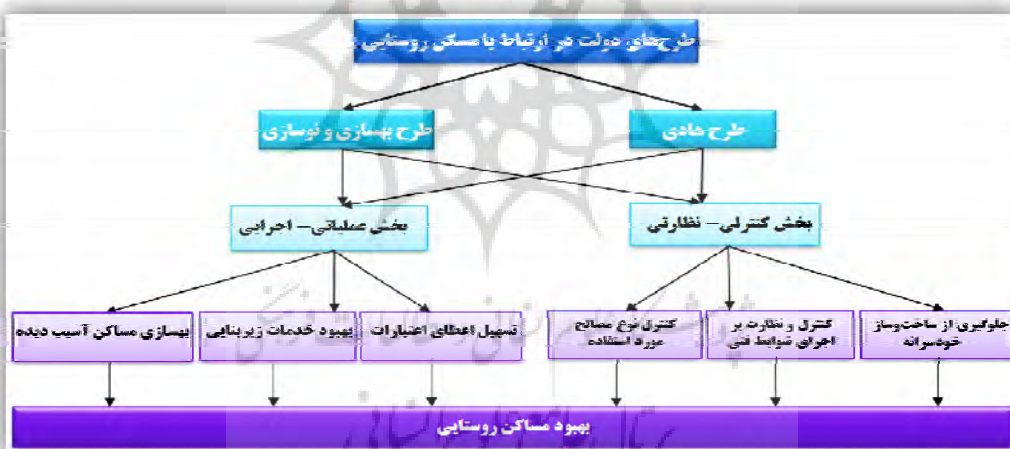 طرح‌های دولت در ارتباط با مسکن روستایی
طرح هادی
طرح بهسازی و نوسازی
بخش کنترلی- نظارتی
بخش عملیاتی- اجرایی
جلوگیری از ساخت‌وساز
خودسرانه
کنترل و نظارت بر
اجرای ضوابط فنی
کنترل نوع مصالح
مورد استفاده
تسهیل اعطای اعتبارات
بهبود خدمات زیربنایی
بهسازی مساکن آسیب دیده
بهبود مساکن روستایی